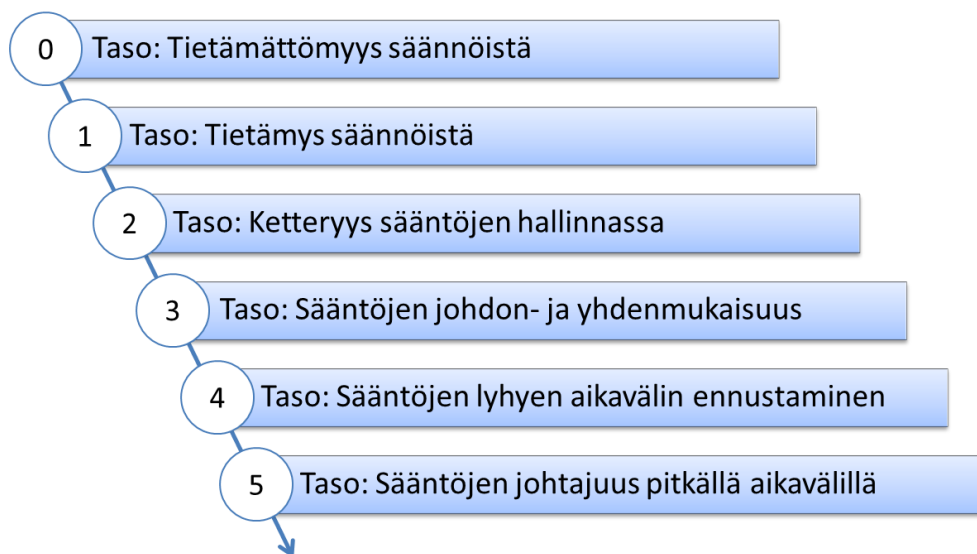 0 Taso: Tietämättömyys säännöistä
1 Taso: Tietämys säännöistä
2 Taso: Ketteryys sääntöjen hallinnassa
3 Taso: Sääntöjen johdon- ja yhdenmukaisuus
4 Taso: Sääntöjen lyhyen aikavälin ennustaminen
5 Taso: Sääntöjen johtajuus pitkällä aikavälillä